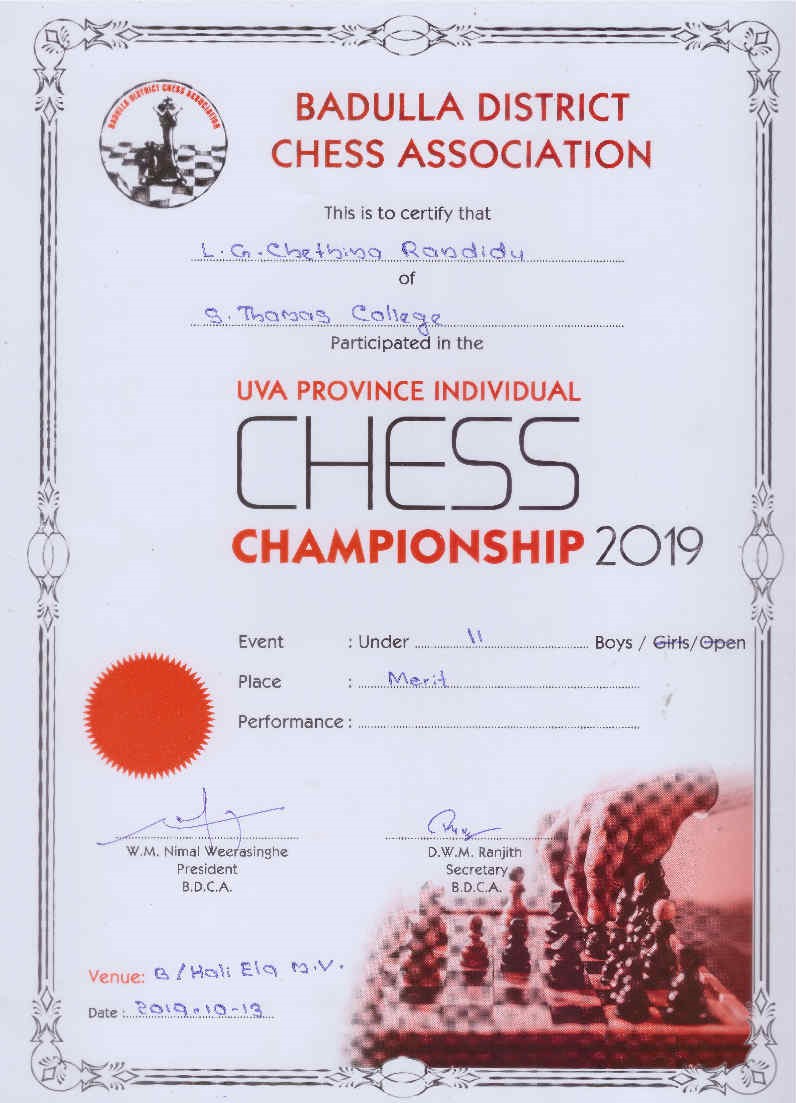 BADULLA DISTRICT CHESS ASSOCIATION
BADULLA DISTRICT
CHESS ASSOCIATION
This is to certify that
L.G.Chethina Randidu
of
S. Thomas College
Participated in the
UVA PROVINCE INDIVIDUAL
CHESS
CHAMPIONSHIP 2019
Event : Under 11 Boys / Girls/Open
Place : Merit
Performance :
W.M. Nimal Weerasinghe
President
B.D.C.A.
D.W.M. Ranjith
Secretary
B.D.C.A.
Venue: B/Hali Ela M.V.
Date : 2019.10-13